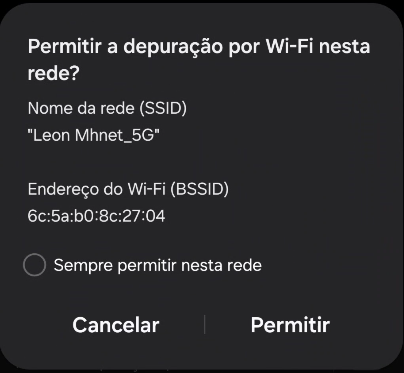 Permitir a depuração por Wi-Fi nesta
rede?
Nome da rede (SSID)
"Leon Mhnet_5G"
Endereço do Wi-Fi (BSSID)
6c:5a:b0:8c:27:04
Sempre permitir nesta rede
Cancelar
Permitir